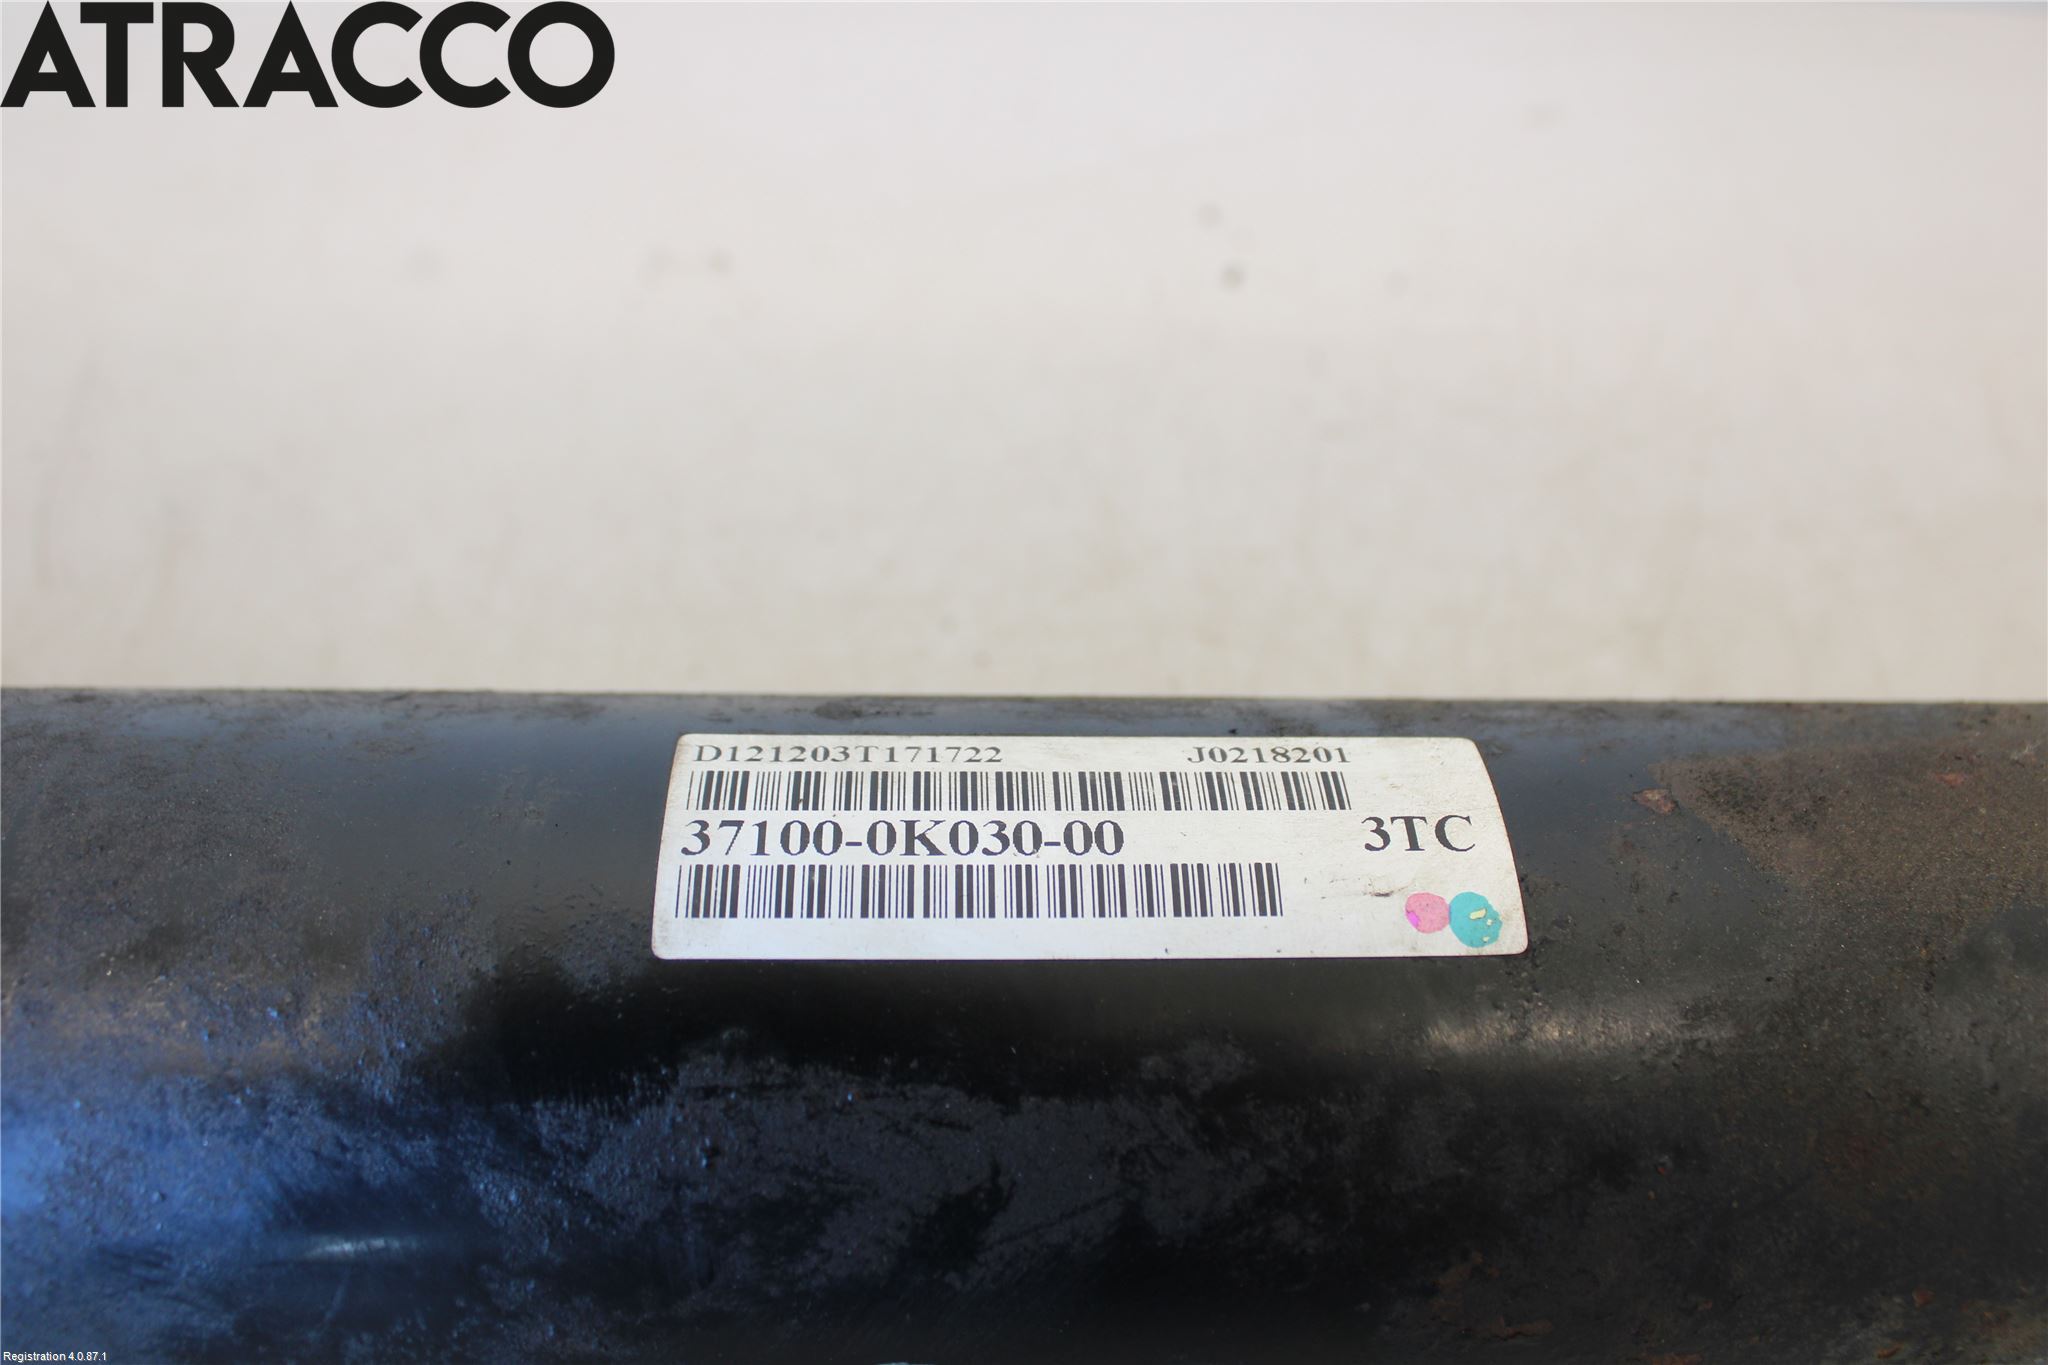 ATRACCO
D121203T171722 J0218201
37100-0K030-00 3TC
Registration 4.0.87.1